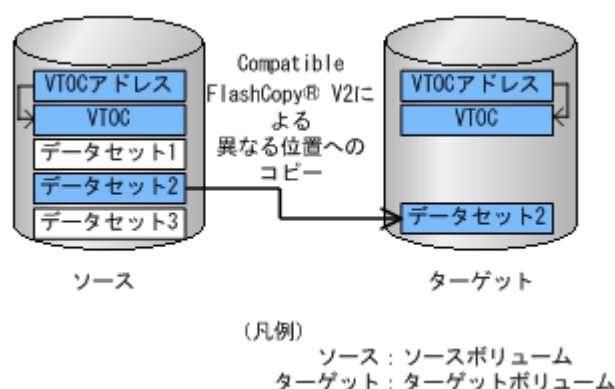 VTOCアドレス
VTOC
データセット1
データセット2
データセット3
ソース
Compatible
FlashCopy® V2に
よる
異なる位置への
コピー
VTOCアドレス
VTOC
データセット2
ターゲット
(凡例)
ソース：ソースボリューム
ターゲット：ターゲットボリューム